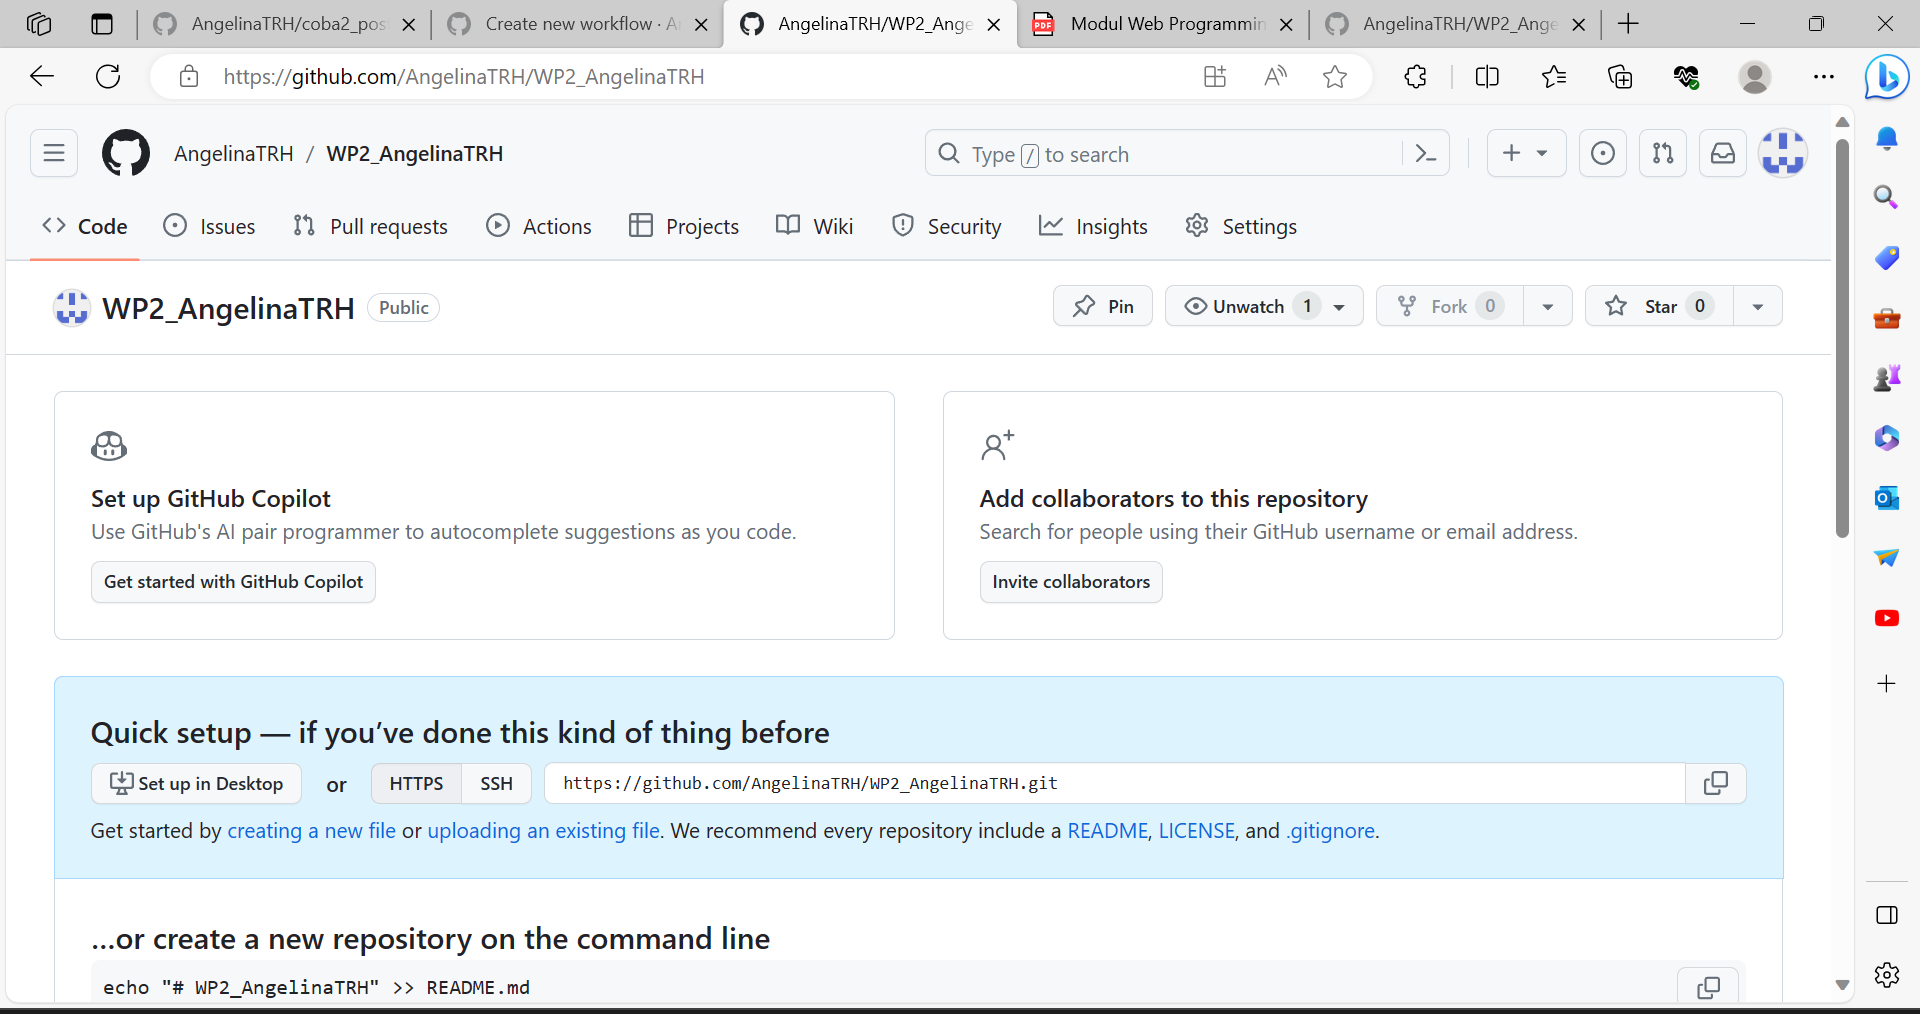 AngelinaTRH/coba2_pos
Create new workflow · A
AngelinaTRH/WP2_Ange
PDF
Modul Web Programmin
AngelinaTRH/WP2_Ange
https://github.com/AngelinaTRH/WP2_AngelinaTRH
AngelinaTRH / WP2_AngelinaTRH
Type / to search
Code
Issues
Pull requests
Actions
Projects
Wiki
Security
Insights
Settings
WP2_AngelinaTRH
Public
Pin
Unwatch 1
Fork 0
Star 0
Set up GitHub Copilot
Use GitHub's AI pair programmer to autocomplete suggestions as you code.
Get started with GitHub Copilot
Add collaborators to this repository
Search for people using their GitHub username or email address.
Invite collaborators
Quick setup — if you’ve done this kind of thing before
Set up in Desktop
or
HTTPS
SSH
https://github.com/AngelinaTRH/WP2_AngelinaTRH.git
Get started by creating a new file or uploading an existing file. We recommend every repository include a README, LICENSE, and .gitignore.
…or create a new repository on the command line
echo "# WP2_AngelinaTRH" >> README.md